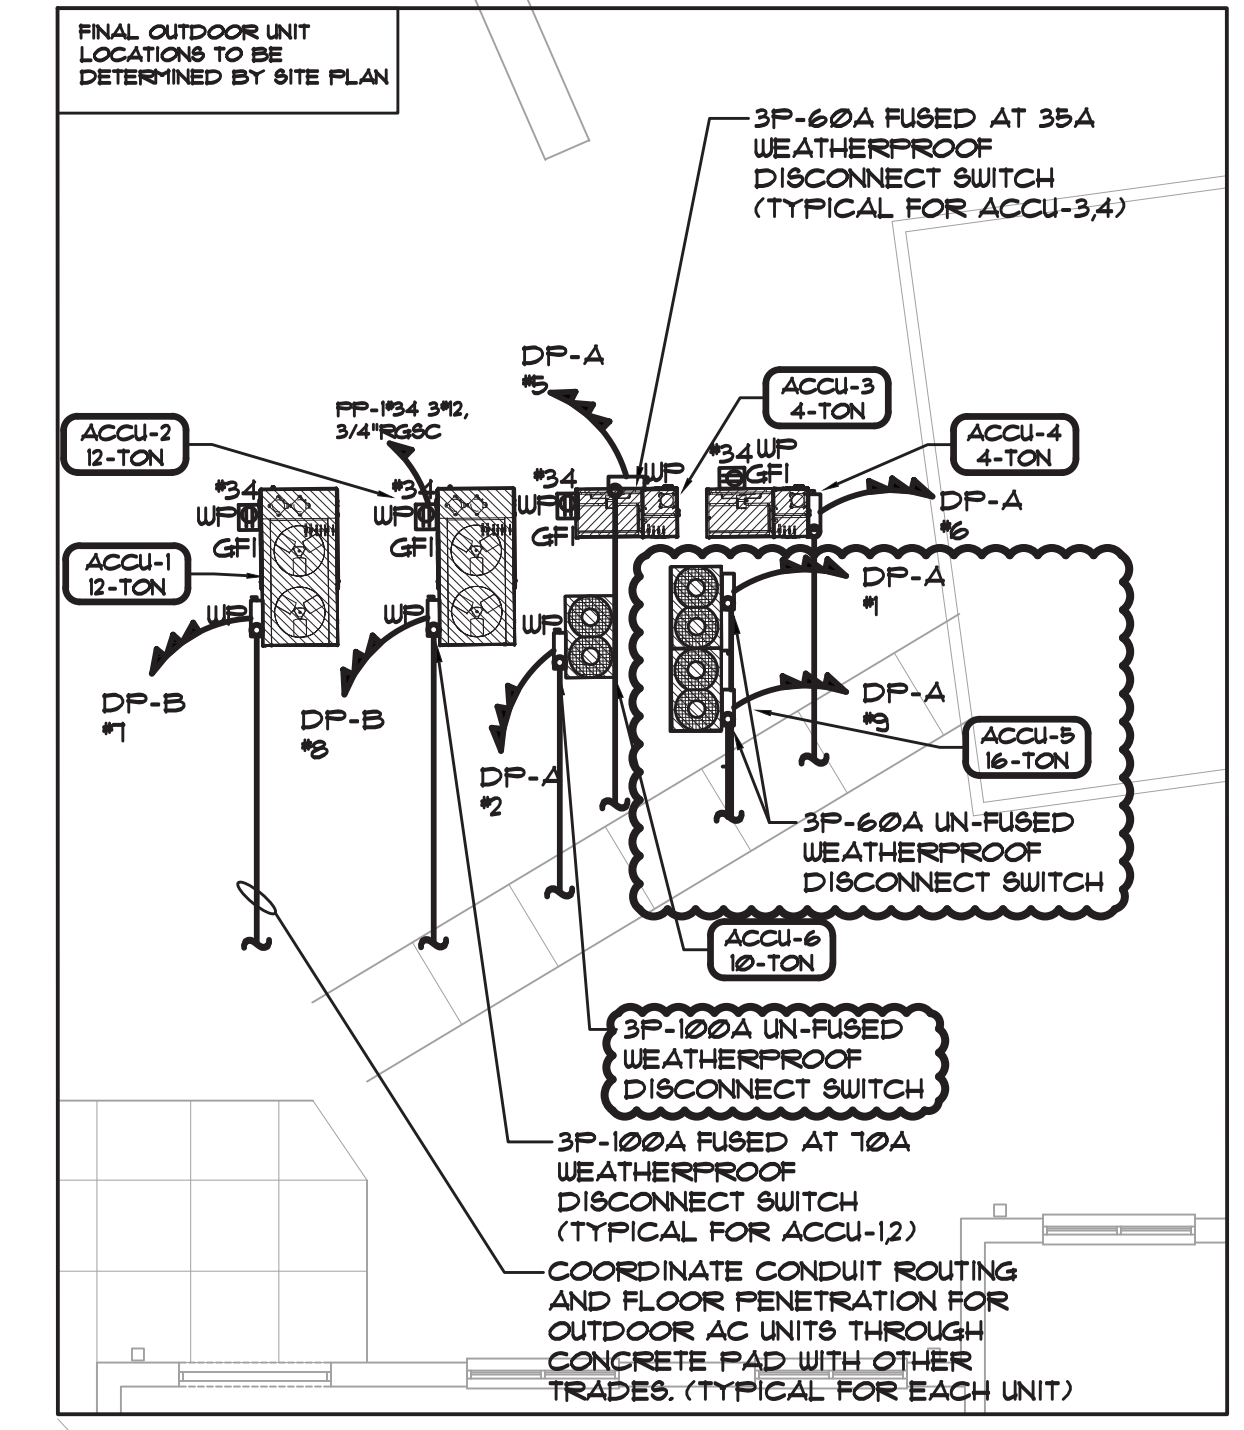 FINAL OUTDOOR UNIT
LOCATIONS TO BE
DETERMINED BY SITE PLAN
3P-60A FUSED AT 35A
WEATHERPROOF
DISCONNECT SWITCH
(TYPICAL FOR ACCU-3,4)
DP-A
#5
ACCU-3
4-TON
PP-1#34 3#12,
3/4"RGSC
ACCU-2
12-TON
ACCU-4
4-TON
#34
WP
GFI
#34
WP
GFI
#34
WP
GFI
WP
#34
WP
GFI
DP-A
#6
ACCU-1
12-TON
WP
WP
WP
DP-A
#1
DP-B
#7
DP-B
#8
DP-A
#9
ACCU-5
16-TON
DP-A
#2
3P-60A UN-FUSED
WEATHERPROOF
DISCONNECT SWITCH
ACCU-6
10-TON
3P-100A UN-FUSED
WEATHERPROOF
DISCONNECT SWITCH
3P-100A FUSED AT 70A
WEATHERPROOF
DISCONNECT SWITCH
(TYPICAL FOR ACCU-1,2)
COORDINATE CONDUIT ROUTING
AND FLOOR PENETRATION FOR
OUTDOOR AC UNITS THROUGH
CONCRETE PAD WITH OTHER
TRADES. (TYPICAL FOR EACH UNIT)